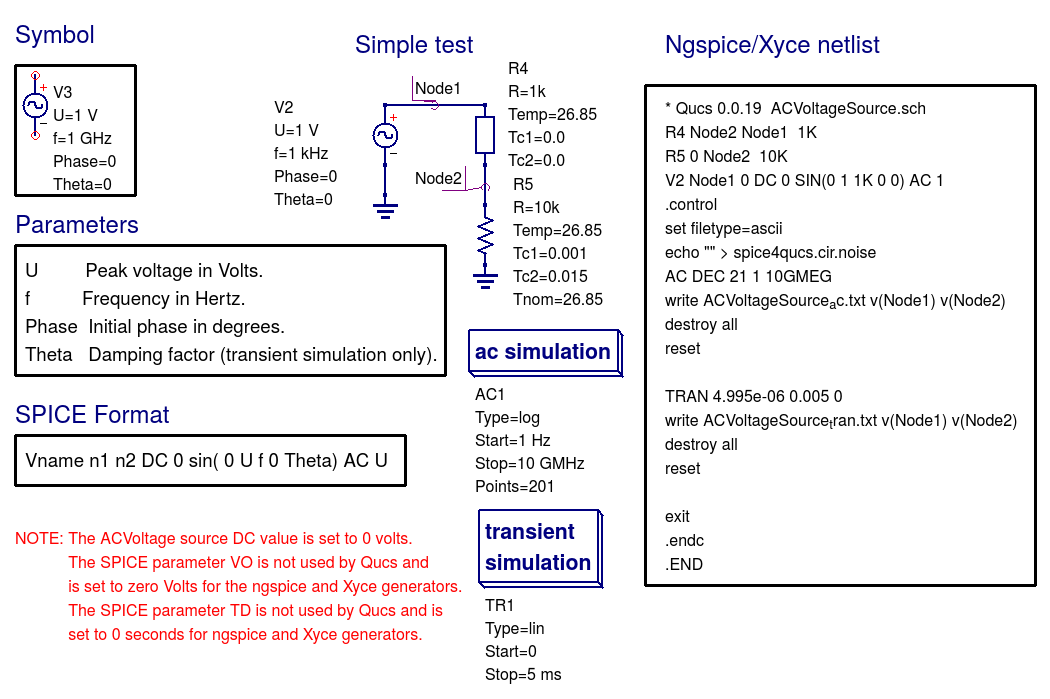 Symbol
+
V3
U=1 V
f=1 GHz
Phase=0
Theta=0
Parameters
U Peak voltage in Volts.
f Frequency in Hertz.
Phase Initial phase in degrees.
Theta Damping factor (transient simulation only).
SPICE Format
Vname n1 n2 DC 0 sin( 0 U f 0 Theta) AC U
NOTE: The ACVoltage source DC value is set to 0 volts.
The SPICE parameter VO is not used by Qucs and
is set to zero Volts for the ngspice and Xyce generators.
The SPICE parameter TD is not used by Qucs and is
set to 0 seconds for ngspice and Xyce generators.
Simple test
V2
U=1 V
f=1 kHz
Phase=0
Theta=0
+
Node1
Node2
R4
R=1k
Temp=26.85
Tc1=0.0
Tc2=0.0
R5
R=10k
Temp=26.85
Tc1=0.001
Tc2=0.015
Tnom=26.85
ac simulation
AC1
Type=log
Start=1 Hz
Stop=10 GMHz
Points=201
transient
simulation
TR1
Type=lin
Start=0
Stop=5 ms
Ngspice/Xyce netlist
* Qucs 0.0.19 ACVoltageSource.sch
R4 Node2 Node1 1K
R5 0 Node2 10K
V2 Node1 0 DC 0 SIN(0 1 1K 0 0) AC 1
.control
set filetype=ascii
echo "" > spice4qucs.cir.noise
AC DEC 21 1 10GMEG
write ACVoltageSourceac.txt v(Node1) v(Node2)
destroy all
reset
TRAN 4.995e-06 0.005 0
write ACVoltageSourcetran.txt v(Node1) v(Node2)
destroy all
reset
exit
.endc
.END